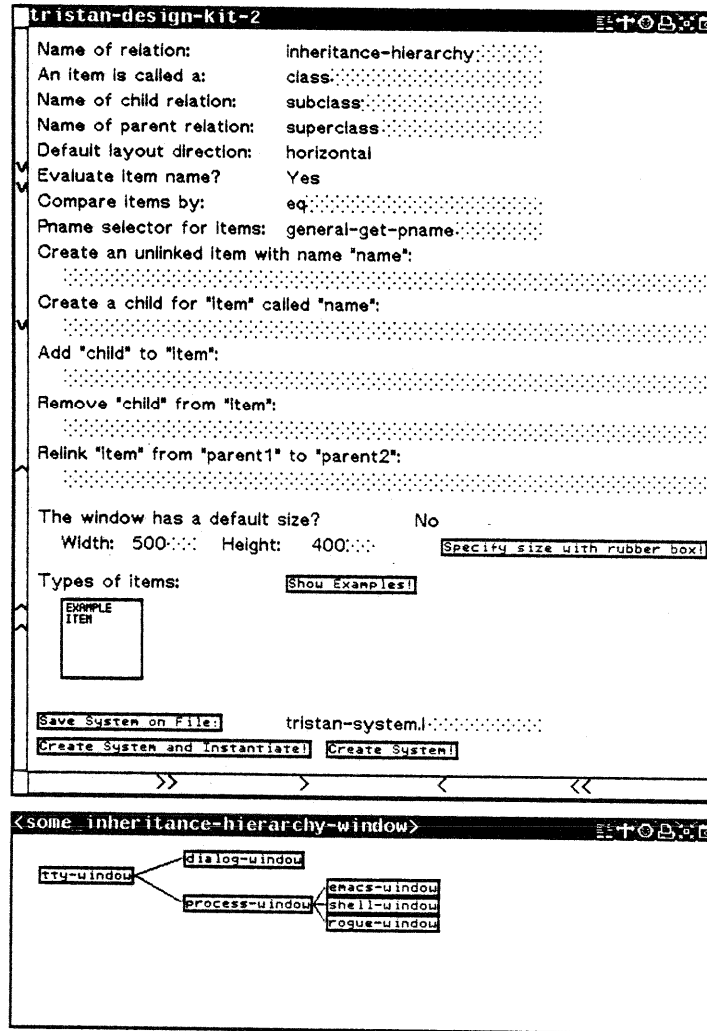 tristan-design-kit-2
Name of relation: inheritance-hierarchy
An item is called a: class
Name of child relation: subclass
Name of parent relation: superclass
Default layout direction: horizontal
Evaluate item name? Yes
Compare items by: eq
Pname selector for items: general-get-pname
Create an unlinked item with name "name":
Create a child for "item" called "name":
Add "child" to "item":
Remove "child" from "item":
Relink "item" from "parent1" to "parent2":
The window has a default size? No
Width: 500 Height: 400 Specify size with rubber box!
Types of items: Show Examples!
EXAMPLE
ITEM
Save System on File: tristan-system.l
Create System and Instantiate! Create System!
>> > < <<
<some inheritance-hierarchy-window>
dialog-window
tty-window
process-window
emacs-window
shell-window
rogue-window